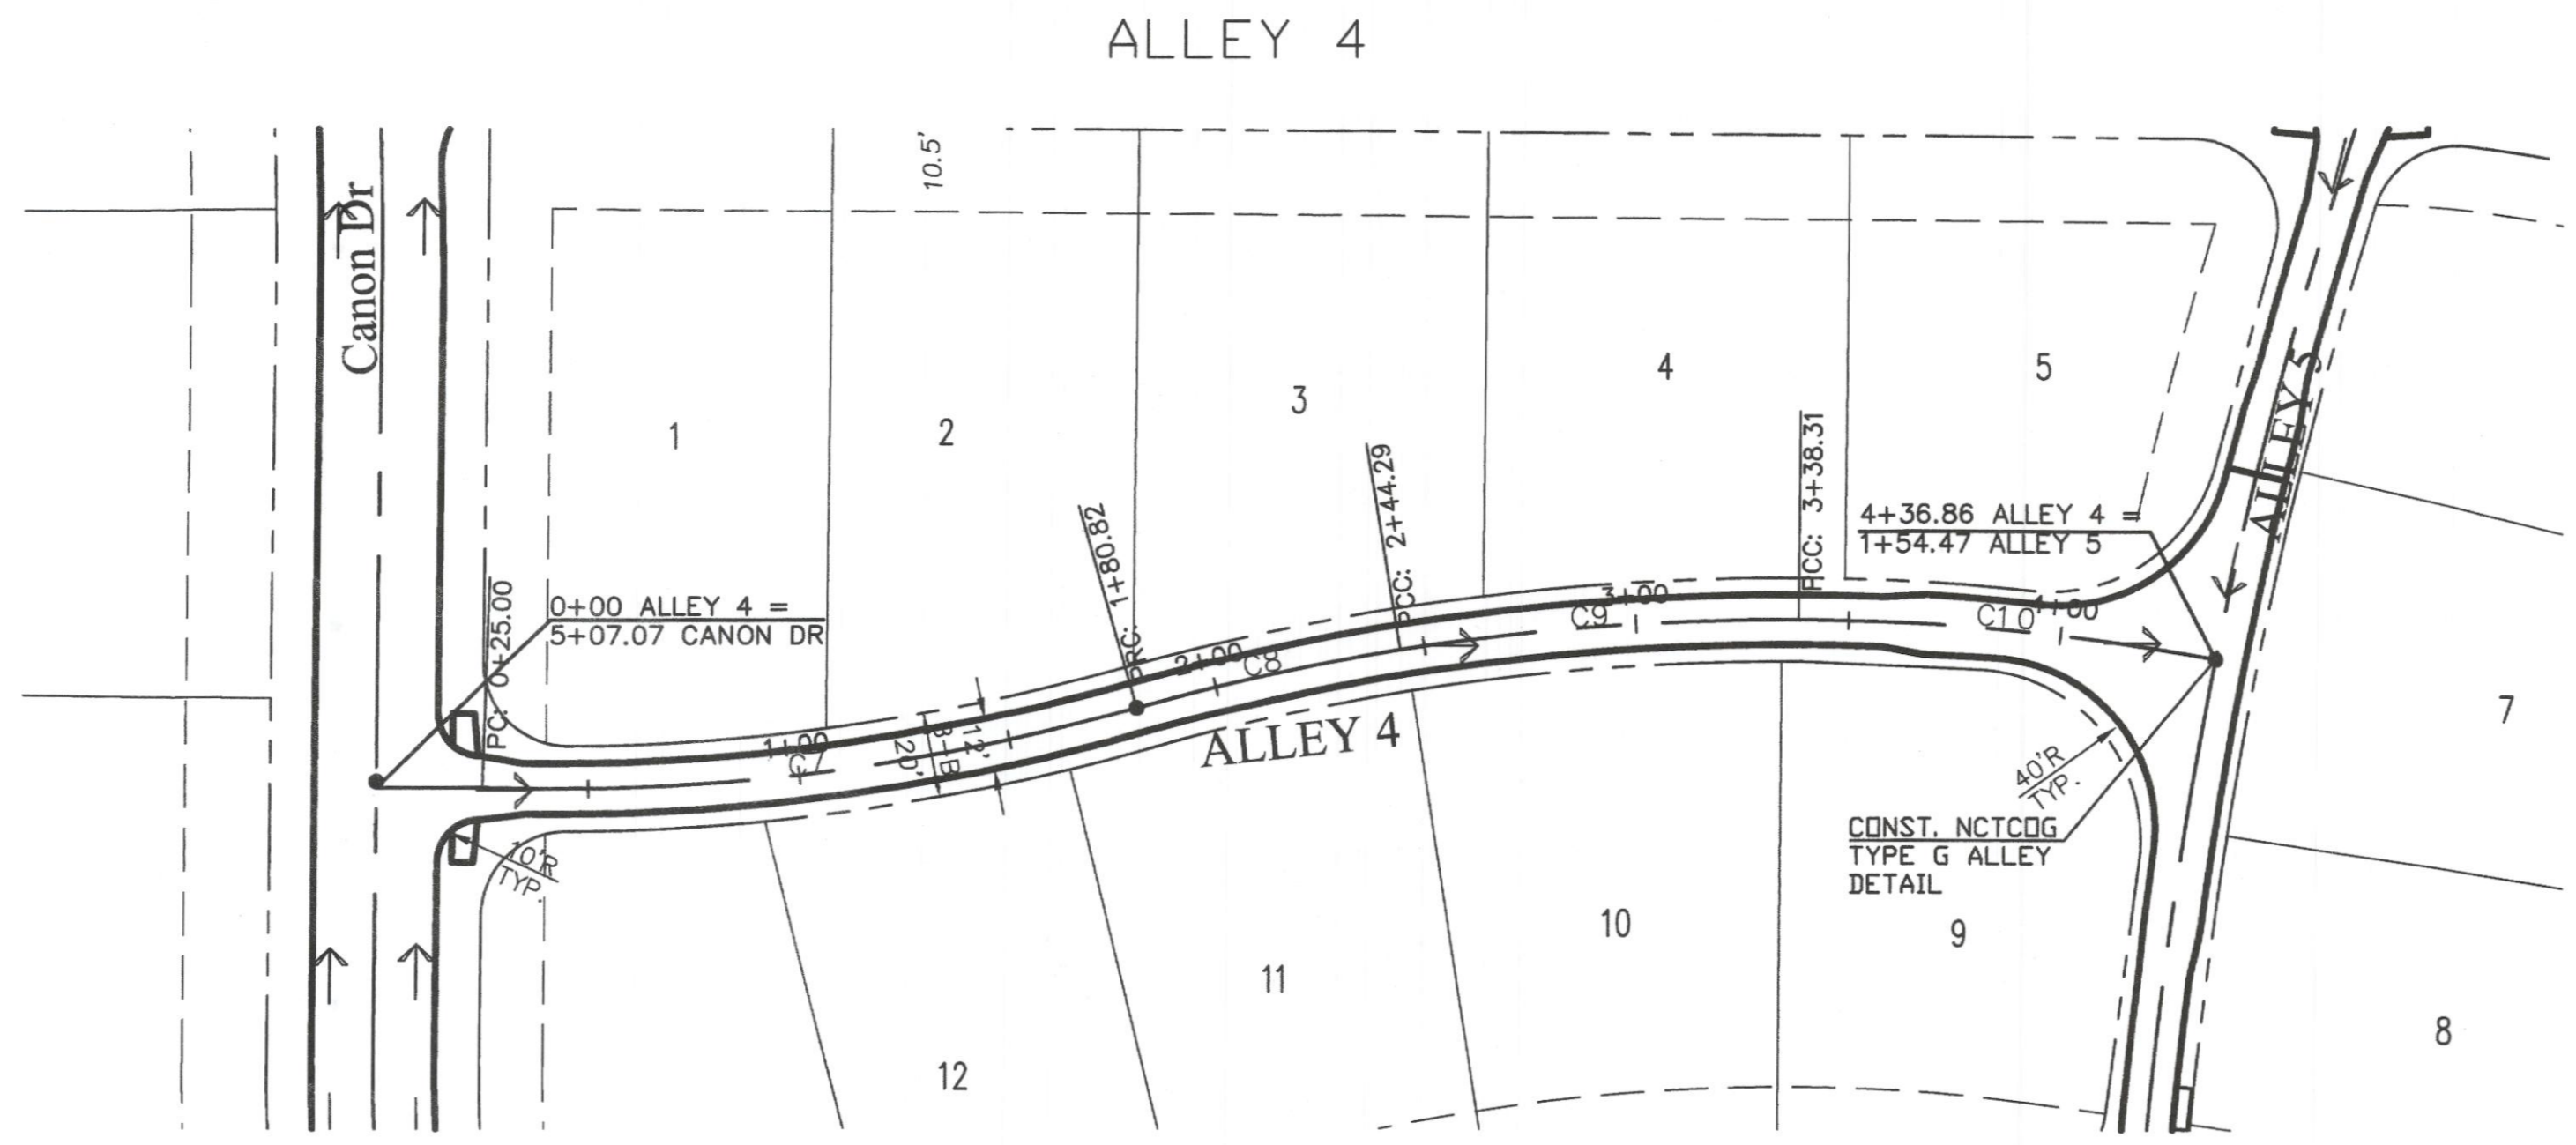 ALLEY 4
10.5'
Canon Dr
1
2
3
4
5
ALLEY 5
PC: 0+25.00
0+00 ALLEY 4 =
5+07.07 CANON DR
PRC: 1+80.82
PCC: 2+44.29
PCC: 3+38.31
4+36.86 ALLEY 4 =
1+54.47 ALLEY 5
1+00
C7
20'
B-B
12'
2+00
C8
ALLEY 4
3+00
C9
C10
4+00
7
40'R
TYP.
CONST. NCTCOG
TYPE G ALLEY
DETAIL
10'R
TYP.
12
11
10
9
8